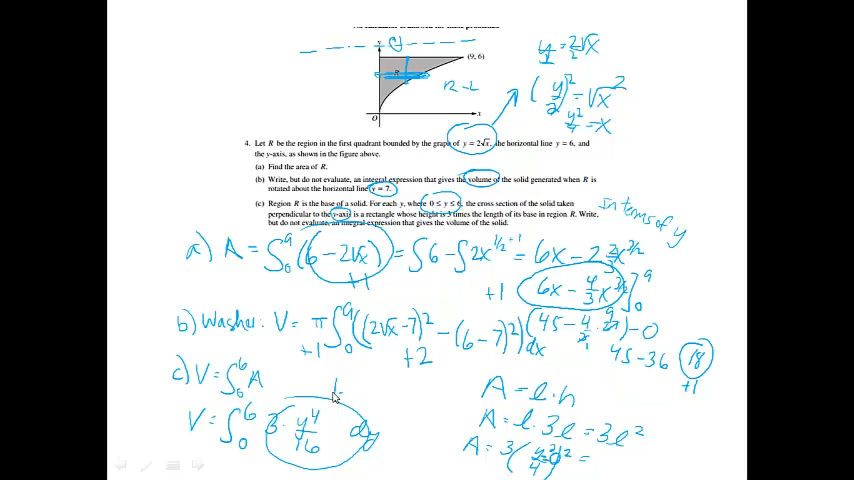 y = 2√x
(9, 6)
R
R - L
(y/2)² = √x²
y²/4 = x
O
x
4. Let R be the region in the first quadrant bounded by the graph of y = 2√x, the horizontal line y = 6, and
the y-axis, as shown in the figure above.
(a) Find the area of R.
(b) Write, but do not evaluate, an integral expression that gives the volume of the solid generated when R is
rotated about the horizontal line y = 7.
(c) Region R is the base of a solid. For each y, where 0 ≤ y ≤ 6, the cross section of the solid taken
perpendicular to the y-axis is a rectangle whose height is 3 times the length of its base in region R. Write,
but do not evaluate, an integral expression that gives the volume of the solid.
In terms of y
a) A = ∫₀⁹ (6 - 2√x) = ∫6 - ∫2x^(1/2 +1) = 6x - 2 2/3 x^(3/2)
+1
+1 6x - 4/3 x^(3/2) ]₀⁹
b) Washer: V = π ∫₀⁹ ((2√x - 7)² - (6 - 7)²) dx
+1 +2
(45 - 4/3 · 27) - 0
45 - 36 18
+1
c) V = ∫₀⁶ A
V = ∫₀⁶ 3 · y⁴/16 dy
A = l · h
A = l · 3l = 3l²
A = 3(y²/4 - 0)² =